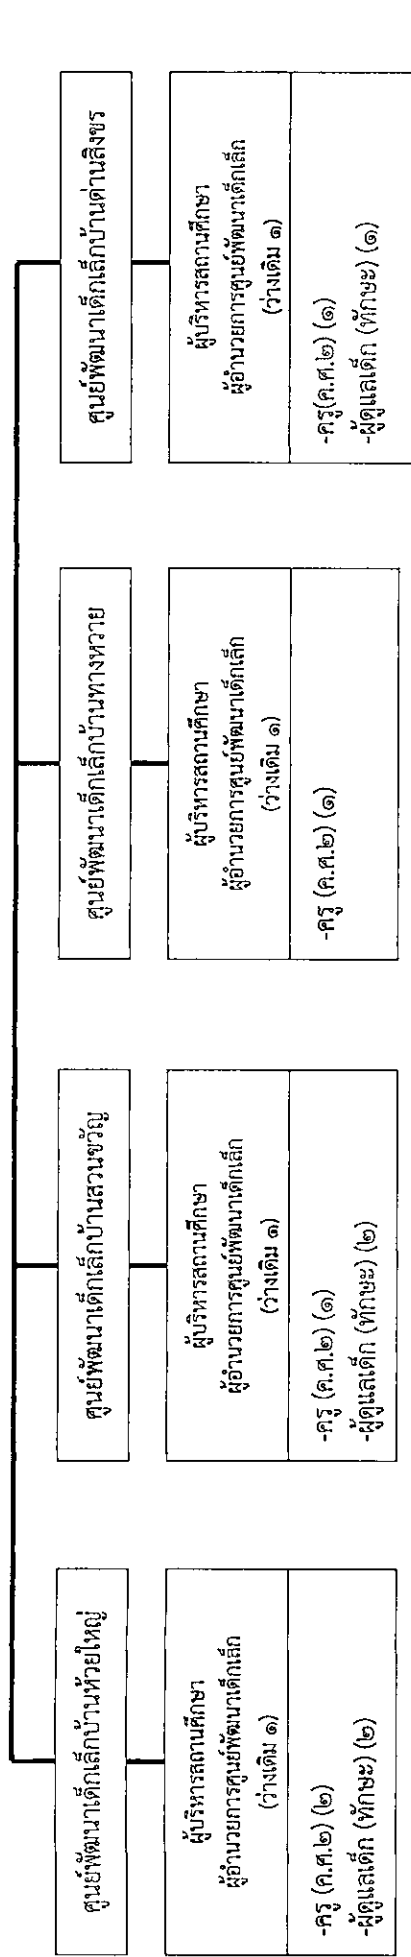 ศูนย์พัฒนาเด็กเล็กบ้านห้วยใหญ่
ผู้บริหารสถานศึกษา
ผู้อำนวยการศูนย์พัฒนาเด็กเล็ก
(ว่างเดิม ๑)
-ครู (ค.ศ.๒) (๒)
-ผู้ดูแลเด็ก (ทักษะ) (๒)
ศูนย์พัฒนาเด็กเล็กบ้านสวนขวัญ
ผู้บริหารสถานศึกษา
ผู้อำนวยการศูนย์พัฒนาเด็กเล็ก
(ว่างเดิม ๑)
-ครู (ค.ศ.๒) (๑)
-ผู้ดูแลเด็ก (ทักษะ) (๒)
ศูนย์พัฒนาเด็กเล็กบ้านทางหวาย
ผู้บริหารสถานศึกษา
ผู้อำนวยการศูนย์พัฒนาเด็กเล็ก
(ว่างเดิม ๑)
-ครู (ค.ศ.๒) (๑)
ศูนย์พัฒนาเด็กเล็กบ้านด่านสิงขร
ผู้บริหารสถานศึกษา
ผู้อำนวยการศูนย์พัฒนาเด็กเล็ก
(ว่างเดิม ๑)
-ครู(ค.ศ.๒) (๑)
-ผู้ดูแลเด็ก (ทักษะ) (๑)